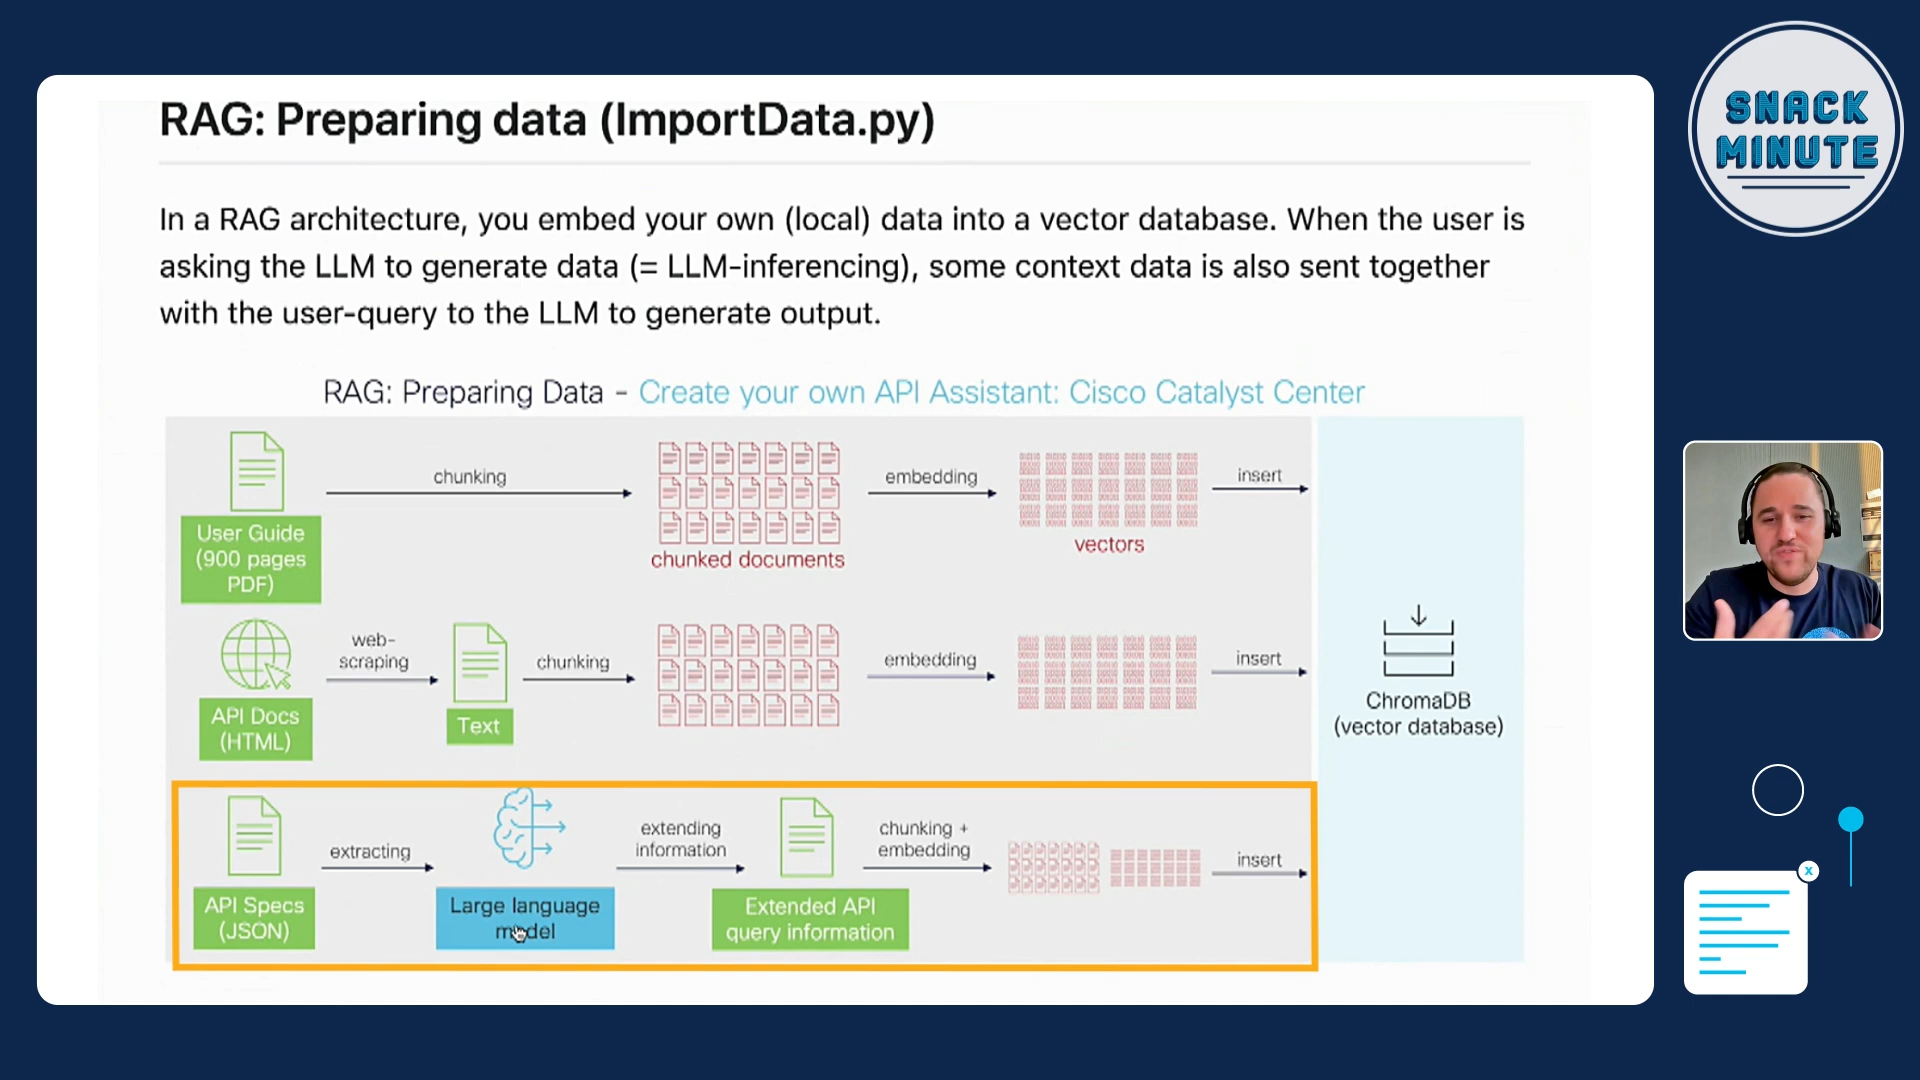 SNACK
MINUTE
RAG: Preparing data (ImportData.py)
In a RAG architecture, you embed your own (local) data into a vector database. When the user is
asking the LLM to generate data (= LLM-inferencing), some context data is also sent together
with the user-query to the LLM to generate output.
RAG: Preparing Data - Create your own API Assistant: Cisco Catalyst Center
User Guide
(900 pages
PDF)
chunking
chunked documents
embedding
vectors
insert
API Docs
(HTML)
web-
scraping
Text
chunking
embedding
insert
ChromaDB
(vector database)
API Specs
(JSON)
extracting
Large language
model
extending
information
Extended API
query information
chunking +
embedding
insert
x